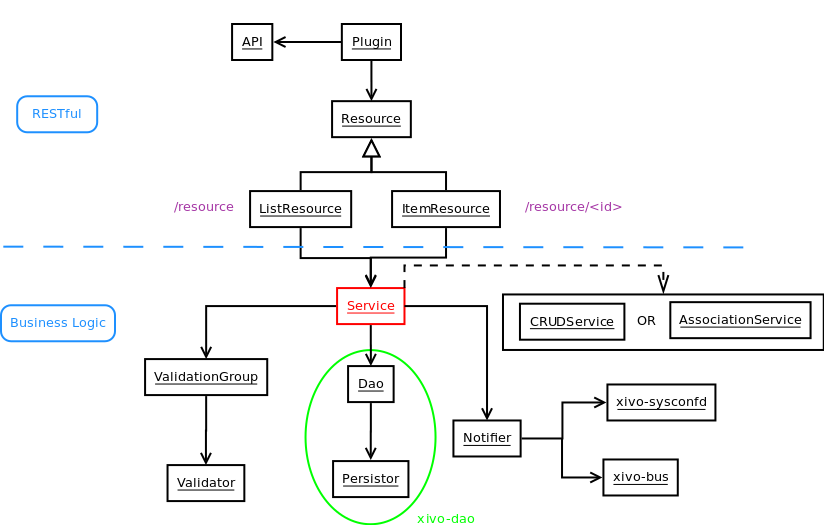 API
Plugin
RESTful
Resource
/resource
ListResource
ItemResource
/resource/<id>
Business Logic
Service
CRUDService
OR
AssociationService
ValidationGroup
Dao
xivo-sysconfd
Notifier
Validator
Persistor
xivo-bus
xivo-dao